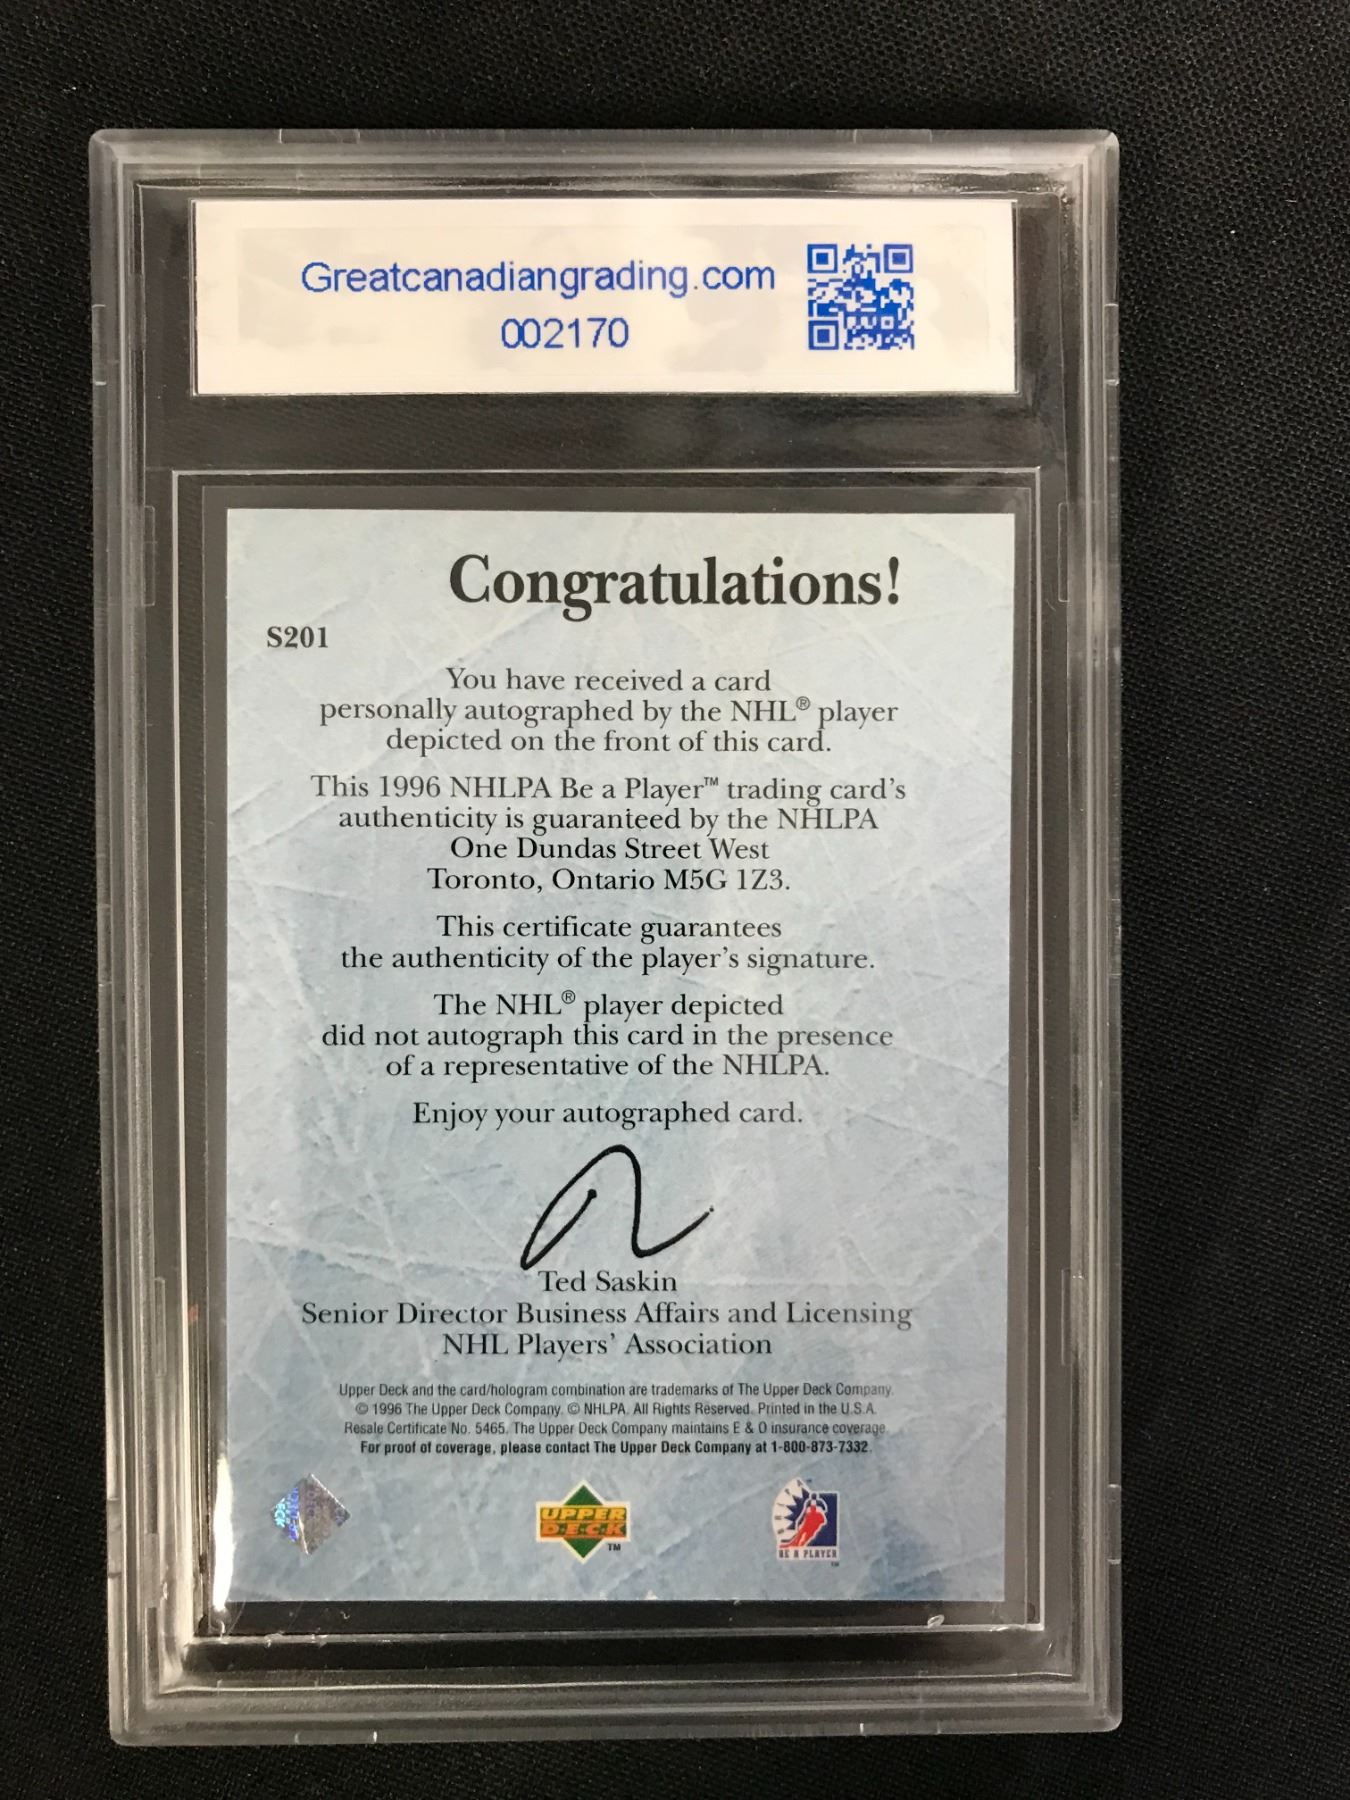 Greatcanadiangrading.com
002170
Congratulations!
S201
You have received a card
personally autographed by the NHL® player
depicted on the front of this card.
This 1996 NHLPA Be a Player™ trading card's
authenticity is guaranteed by the NHLPA
One Dundas Street West
Toronto, Ontario M5G 1Z3.
This certificate guarantees
the authenticity of the player's signature.
The NHL® player depicted
did not autograph this card in the presence
of a representative of the NHLPA.
Enjoy your autographed card.
Ted Saskin
Senior Director Business Affairs and Licensing
NHL Players' Association
Upper Deck and the card/hologram combination are trademarks of The Upper Deck Company.
© 1996 The Upper Deck Company. © NHLPA. All Rights Reserved. Printed in the U.S.A.
Resale Certificate No. 5465. The Upper Deck Company maintains E & O insurance coverage.
For proof of coverage, please contact The Upper Deck Company at 1-800-873-7332.
UPPER
DECK
™
BE A PLAYER
™